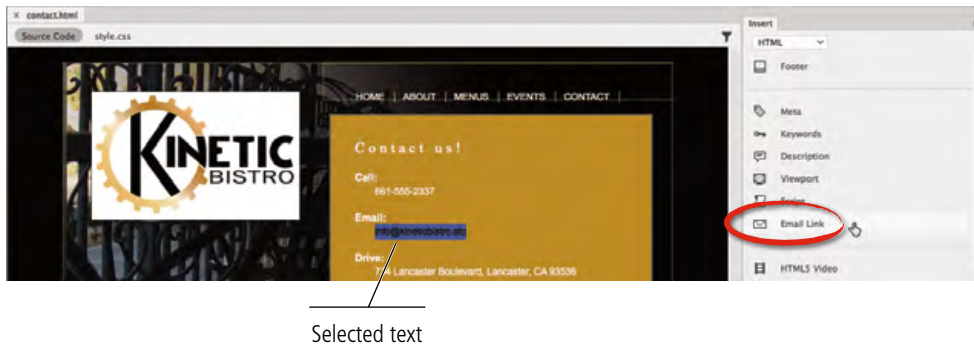 × contact.html
Source Code style.css
HOME | ABOUT | MENUS | EVENTS | CONTACT |
KINETIC
BISTRO
Contact us!
Call:
661-555-2337
Email:
info@kineticbistro.atc
Drive:
Lancaster Boulevard, Lancaster, CA 93536
Insert
HTML
Footer
Meta
Keywords
Description
Viewport
Script
Email Link
HTML5 Video
Selected text